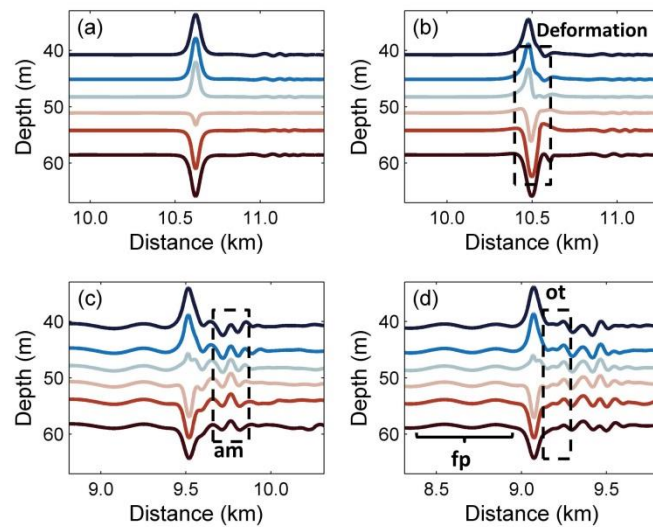 (a)
40
50
60
Depth (m)
10.0 10.5 11.0
Distance (km)
(b) Deformation
40
50
60
Depth (m)
10.0 10.5 11.0
Distance (km)
(c)
40
50
60
Depth (m)
am
9.0 9.5 10.0
Distance (km)
(d) ot
40
50
60
Depth (m)
fp
8.5 9.0 9.5
Distance (km)